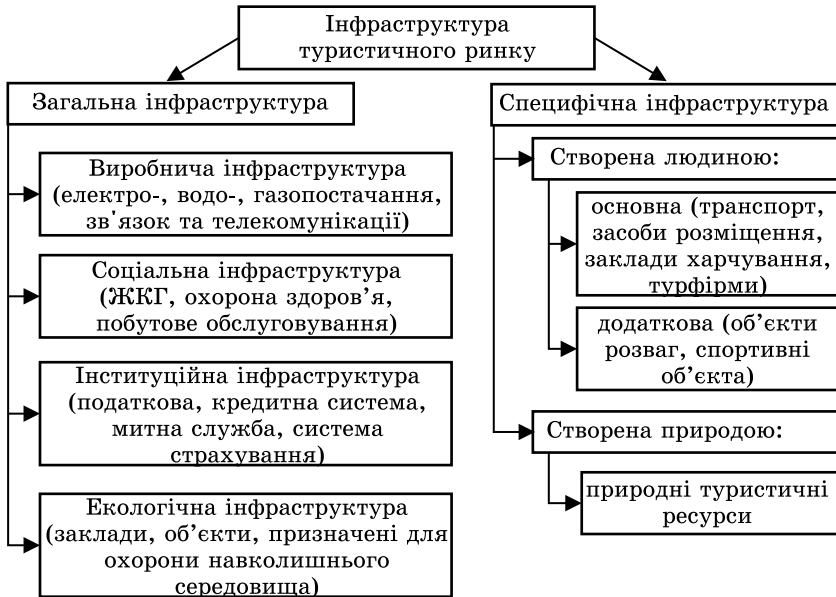 Інфраструктура
туристичного ринку
Загальна інфраструктура
Виробнича інфраструктура
(електро-, водо-, газопостачання,
зв'язок та телекомунікації)
Соціальна інфраструктура
(ЖКГ, охорона здоров’я,
побутове обслуговування)
Інституційна інфраструктура
(податкова, кредитна система,
митна служба, система
страхування)
Екологічна інфраструктура
(заклади, об’єкти, призначені для
охорони навколишнього
середовища)
Специфічна інфраструктура
Створена людиною:
основна (транспорт,
засоби розміщення,
заклади харчування,
турфірми)
додаткова (об’єкти
розваг, спортивні
об’єкта)
Створена природою:
природні туристичні
ресурси